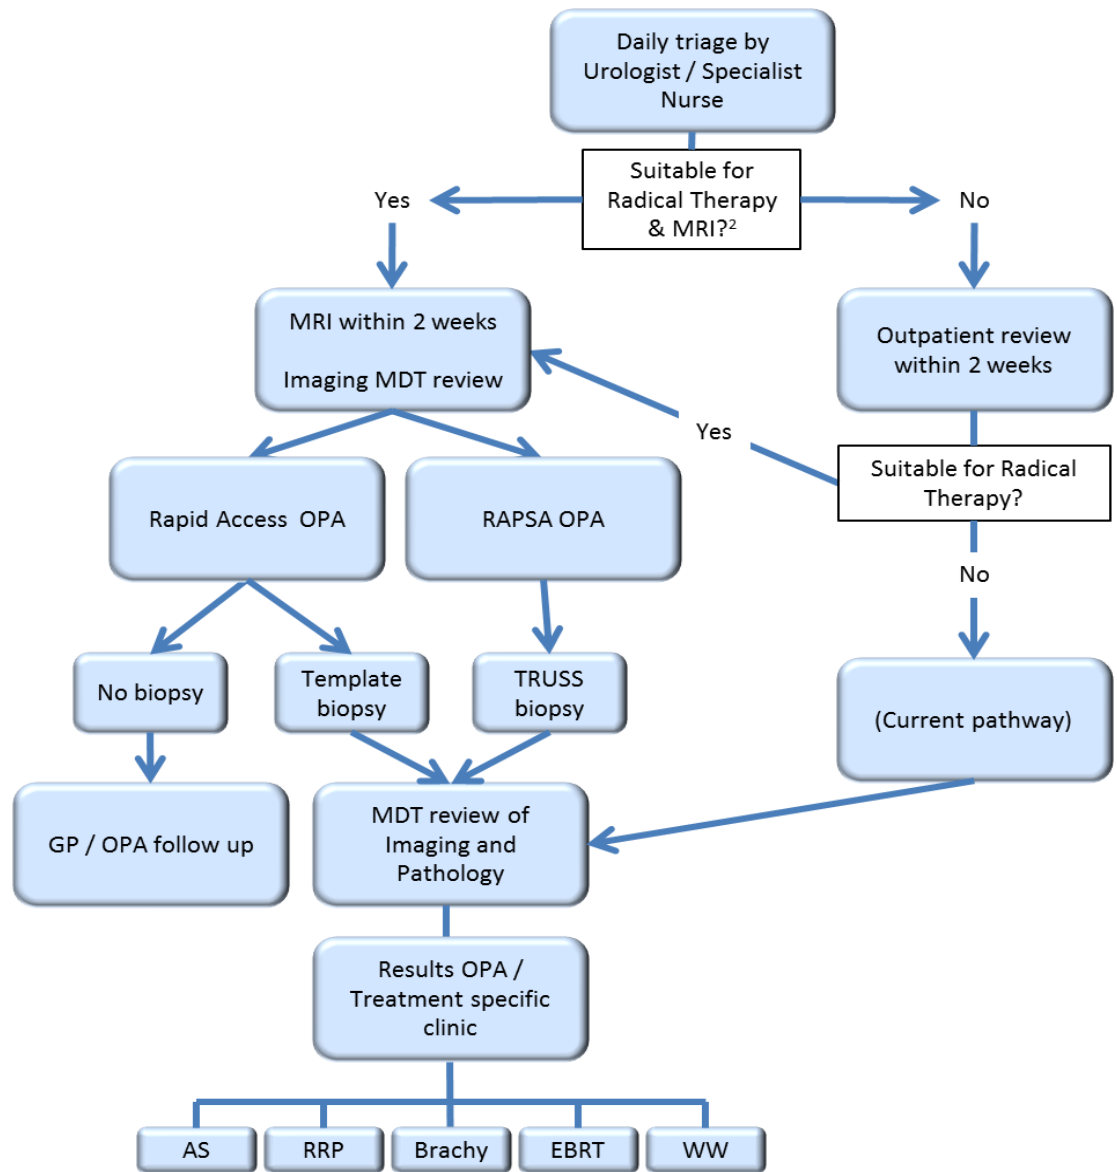 Daily triage by
Urologist / Specialist
Nurse
Suitable for
Radical Therapy
& MRI?²
Yes
No
MRI within 2 weeks
Imaging MDT review
Outpatient review
within 2 weeks
Yes
Suitable for Radical
Therapy?
Rapid Access OPA
RAPSA OPA
No
No biopsy
Template
biopsy
TRUSS
biopsy
(Current pathway)
GP / OPA follow up
MDT review of
Imaging and
Pathology
Results OPA /
Treatment specific
clinic
AS
RRP
Brachy
EBRT
WW